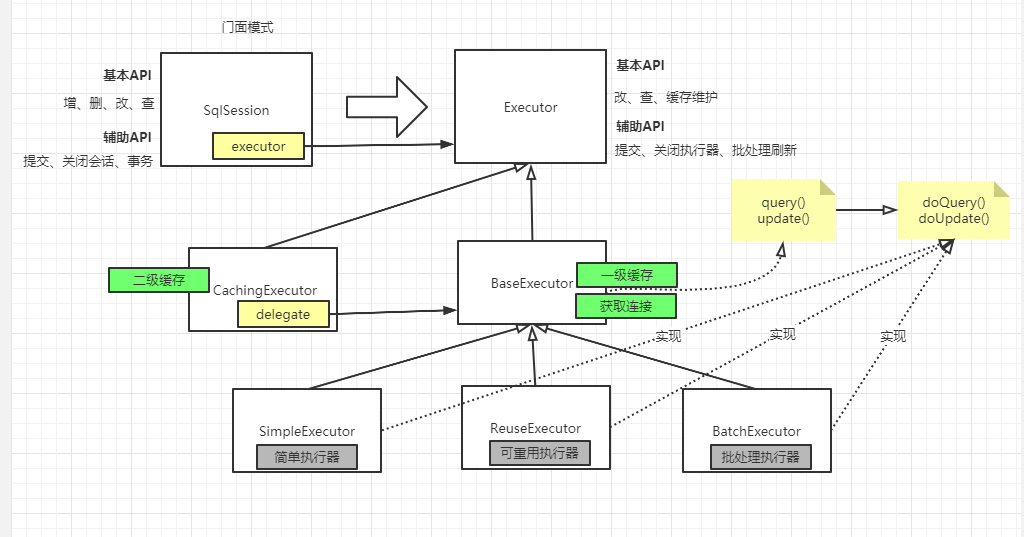 门面模式
基本API
增、删、改、查
辅助API
提交、关闭会话、事务
SqlSession
executor
Executor
基本API
改、查、缓存维护
辅助API
提交、关闭执行器、批处理刷新
query()
update()
doQuery()
doUpdate()
二级缓存
CachingExecutor
delegate
BaseExecutor
一级缓存
获取连接
实现
实现
实现
SimpleExecutor
简单执行器
ReuseExecutor
可重用执行器
BatchExecutor
批处理执行器